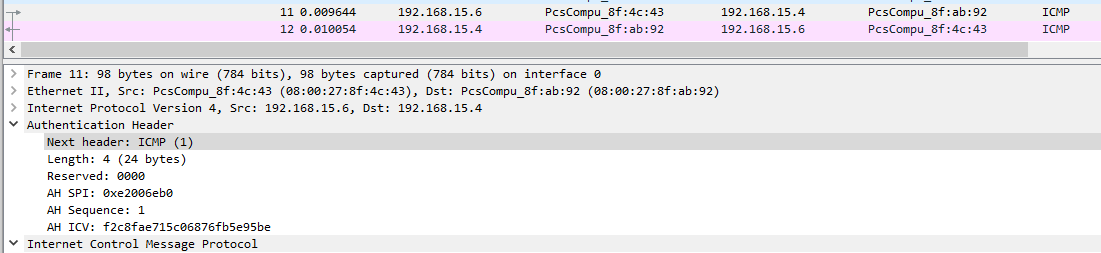 11 0.009644 192.168.15.6 PcsCompu_8f:4c:43 192.168.15.4 PcsCompu_8f:ab:92 ICMP
12 0.010054 192.168.15.4 PcsCompu_8f:ab:92 192.168.15.6 PcsCompu_8f:4c:43 ICMP
Frame 11: 98 bytes on wire (784 bits), 98 bytes captured (784 bits) on interface 0
Ethernet II, Src: PcsCompu_8f:4c:43 (08:00:27:8f:4c:43), Dst: PcsCompu_8f:ab:92 (08:00:27:8f:ab:92)
Internet Protocol Version 4, Src: 192.168.15.6, Dst: 192.168.15.4
Authentication Header
Next header: ICMP (1)
Length: 4 (24 bytes)
Reserved: 0000
AH SPI: 0xe2006eb0
AH Sequence: 1
AH ICV: f2c8fae715c06876fb5e95be
Internet Control Message Protocol